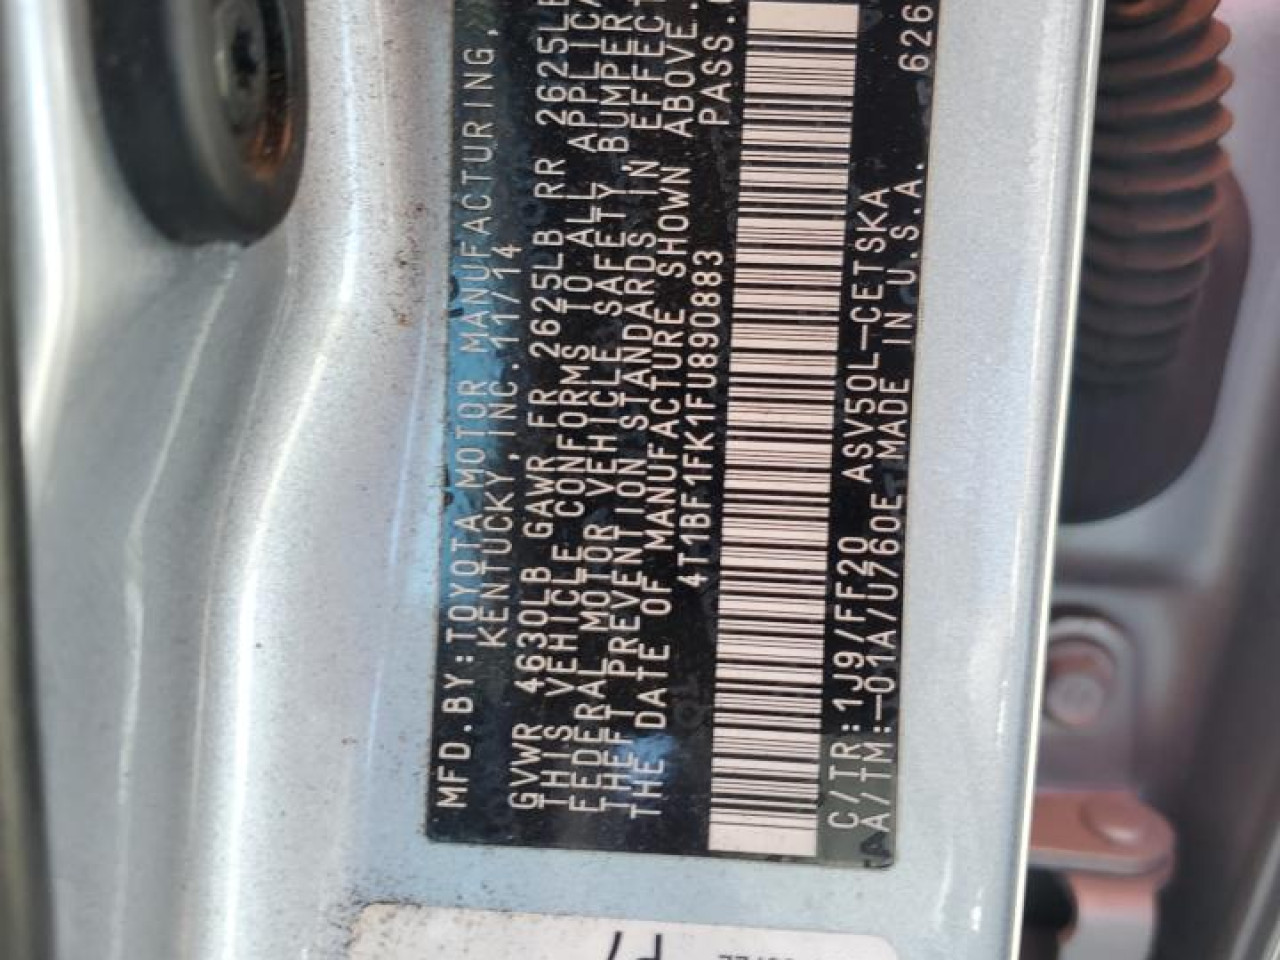 MFD.BY:TOYOTA MOTOR MANUFACTURING,
KENTUCKY,INC. 11/14
GVWR 4630LB GAWR FR 2625LB RR 2625LB
THIS VEHICLE CONFORMS TO ALL
FEDERAL MOTOR VEHICLE SAFETY, BUMPER
THEFT PREVENTION STANDARDS IN EFFECT
THE DATE OF MANUFACTURE SHOWN ABOVE.
4T1BF1FK1FU890883 PASS.
C/TR:1J9/FF20 ASV50L-CETSKA
A/TM:-01A/U760E MADE IN U.S.A. 626